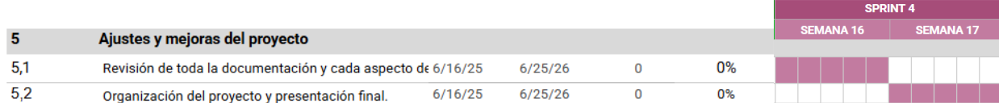 SPRINT 4
SEMANA 16 SEMANA 17
5 Ajustes y mejoras del proyecto
5,1 Revisión de toda la documentación y cada aspecto de 6/16/25 6/25/26 0 0%
5,2 Organización del proyecto y presentación final. 6/16/25 6/25/26 0 0%